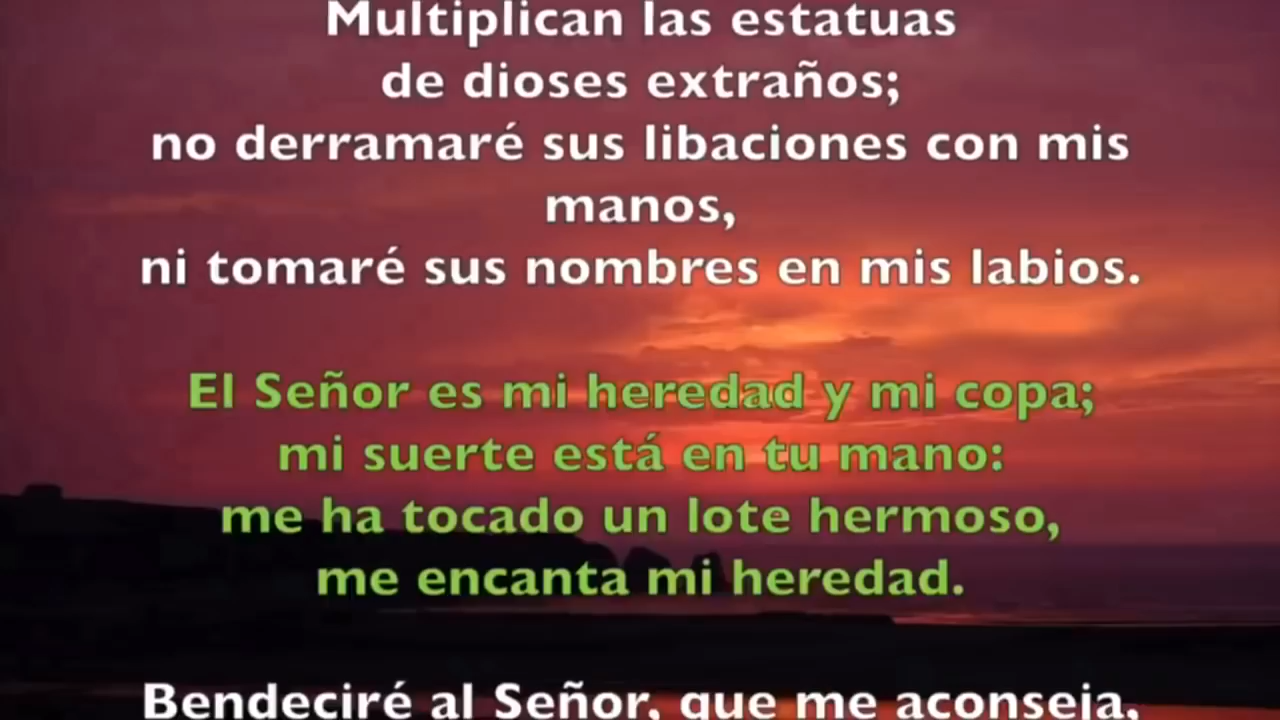 Multiplican las estatuas
de dioses extraños;
no derramaré sus libaciones con mis
manos,
ni tomaré sus nombres en mis labios.
El Señor es mi heredad y mi copa;
mi suerte está en tu mano:
me ha tocado un lote hermoso,
me encanta mi heredad.
Bendeciré al Señor, que me aconseja,